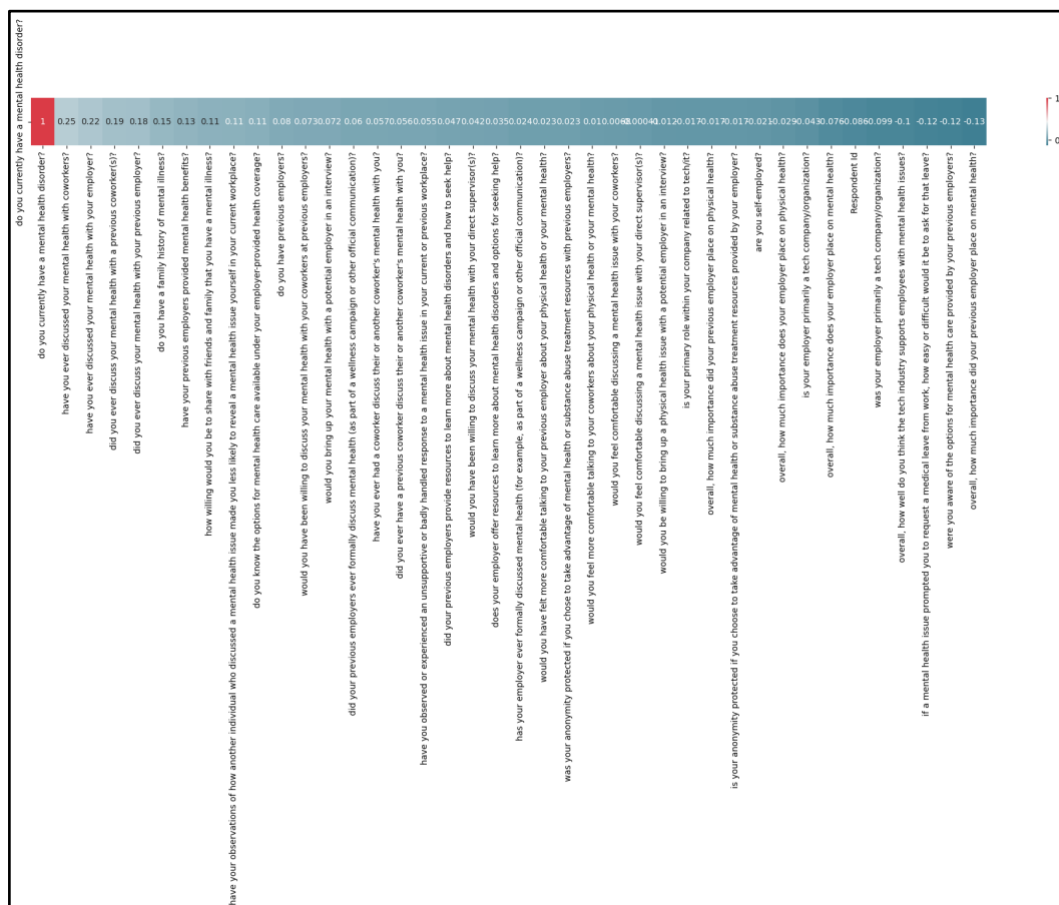 do you currently have a mental health disorder?
1
0.25
0.22
0.19
0.18
0.15
0.13
0.11
0.11
0.11
0.08
0.073
0.072
0.06
0.057
0.056
0.055
0.047
0.042
0.035
0.024
0.023
0.023
0.01
-0.012
-0.017
-0.017
-0.017
-0.021
-0.029
-0.043
-0.076
-0.086
-0.099
-0.1
-0.12
-0.12
-0.13
1
0
do you currently have a mental health disorder?
have you ever discussed your mental health with coworkers?
have you ever discussed your mental health with your employer?
did you ever discuss your mental health with a previous coworker(s)?
did you ever discuss your mental health with your previous employer?
do you have a family history of mental illness?
have your previous employers provided mental health benefits?
how willing would you be to share with friends and family that you have a mental illness?
have your observations of how another individual who discussed a mental health issue made you less likely to reveal a mental health issue yourself in your current workplace?
do you know the options for mental health care available under your employer-provided health coverage?
do you have previous employers?
would you have been willing to discuss your mental health with your coworkers at previous employers?
would you bring up your mental health with a potential employer in an interview?
did your previous employers ever formally discuss mental health (as part of a wellness campaign or other official communication)?
have you ever had a coworker discuss their or another coworker's mental health with you?
did you ever have a previous coworker discuss their or another coworker's mental health with you?
have you observed or experienced an unsupportive or badly handled response to a mental health issue in your current or previous workplace?
did your previous employers provide resources to learn more about mental health disorders and how to seek help?
would you have been willing to discuss your mental health with your direct supervisor(s)?
does your employer offer resources to learn more about mental health disorders and options for seeking help?
has your employer ever formally discussed mental health (for example, as part of a wellness campaign or other official communication)?
would you have felt more comfortable talking to your previous employer about your physical health or your mental health?
was your anonymity protected if you chose to take advantage of mental health or substance abuse treatment resources with previous employers?
would you feel more comfortable talking to your coworkers about your physical health or your mental health?
would you feel comfortable discussing a mental health issue with your coworkers?
would you feel comfortable discussing a mental health issue with your direct supervisor(s)?
would you be willing to bring up a physical health issue with a potential employer in an interview?
is your primary role within your company related to tech/it?
overall, how much importance did your previous employer place on physical health?
is your anonymity protected if you choose to take advantage of mental health or substance abuse treatment resources provided by your employer?
are you self-employed?
overall, how much importance does your employer place on physical health?
is your employer primarily a tech company/organization?
overall, how much importance does your employer place on mental health?
Respondent Id
was your employer primarily a tech company/organization?
overall, how well do you think the tech industry supports employees with mental health issues?
if a mental health issue prompted you to request a medical leave from work, how easy or difficult would it be to ask for that leave?
were you aware of the options for mental health care provided by your previous employers?
overall, how much importance did your previous employer place on mental health?